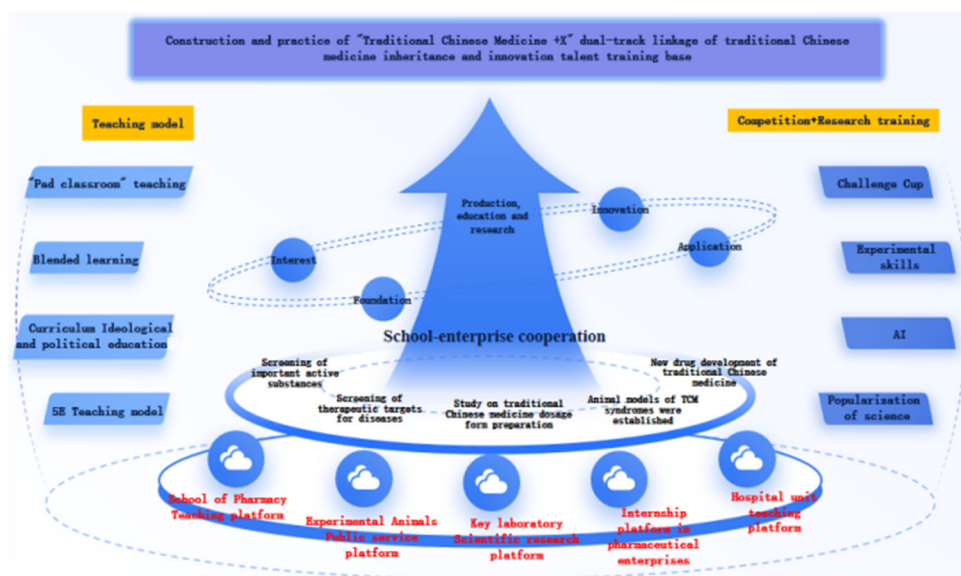 Construction and practice of "Traditional Chinese Medicine +X" dual-track linkage of traditional Chinese
medicine inheritance and innovation talent training base
Teaching model
"Pad classroom" teaching
Blended learning
Curriculum Ideological
and political education
5E Teaching model
Competition+Research training
Challenge Cup
Experimental
skills
AI
Popularization
of science
Production,
education and
research
Innovation
Application
Interest
Foundation
School-enterprise cooperation
Screening of
important active
substances
Screening of
therapeutic targets
for diseases
Study on traditional
Chinese medicine dosage
form preparation
Animal models of TCM
syndromes were
established
New drug development of
traditional Chinese
medicine
School of Pharmacy
Teaching platform
Experimental Animals
Public service
platform
Key laboratory
Scientific research
platform
Internship
platform in
pharmaceutical
enterprises
Hospital unit
teaching
platform